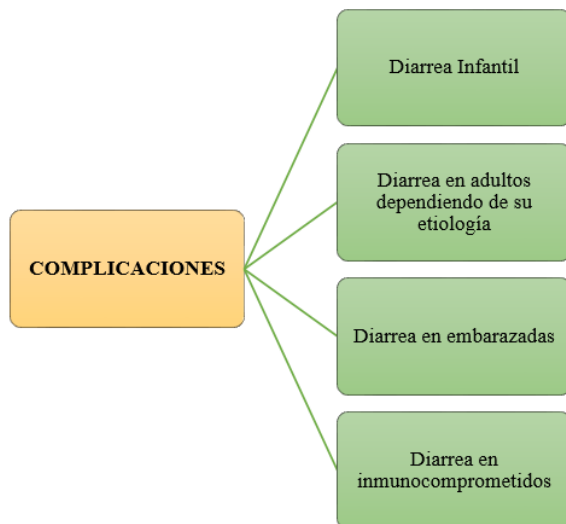 Diarrea Infantil
Diarrea en adultos
dependiendo de su
etiología
COMPLICACIONES
Diarrea en embarazadas
Diarrea en
inmunocomprometidos